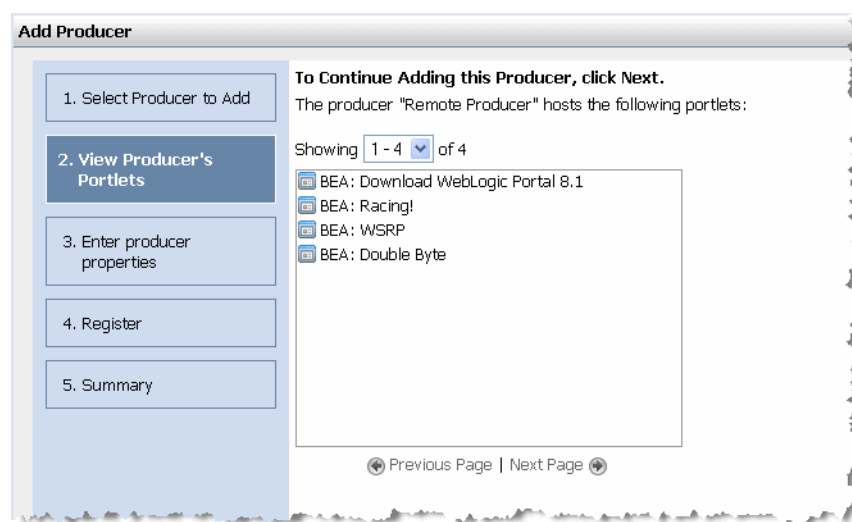 Add Producer
1. Select Producer to Add
2. View Producer's
Portlets
3. Enter producer
properties
4. Register
5. Summary
To Continue Adding this Producer, click Next.
The producer "Remote Producer" hosts the following portlets:
Showing 1 - 4 of 4
BEA: Download WebLogic Portal 8.1
BEA: Racing!
BEA: WSRP
BEA: Double Byte
Previous Page | Next Page